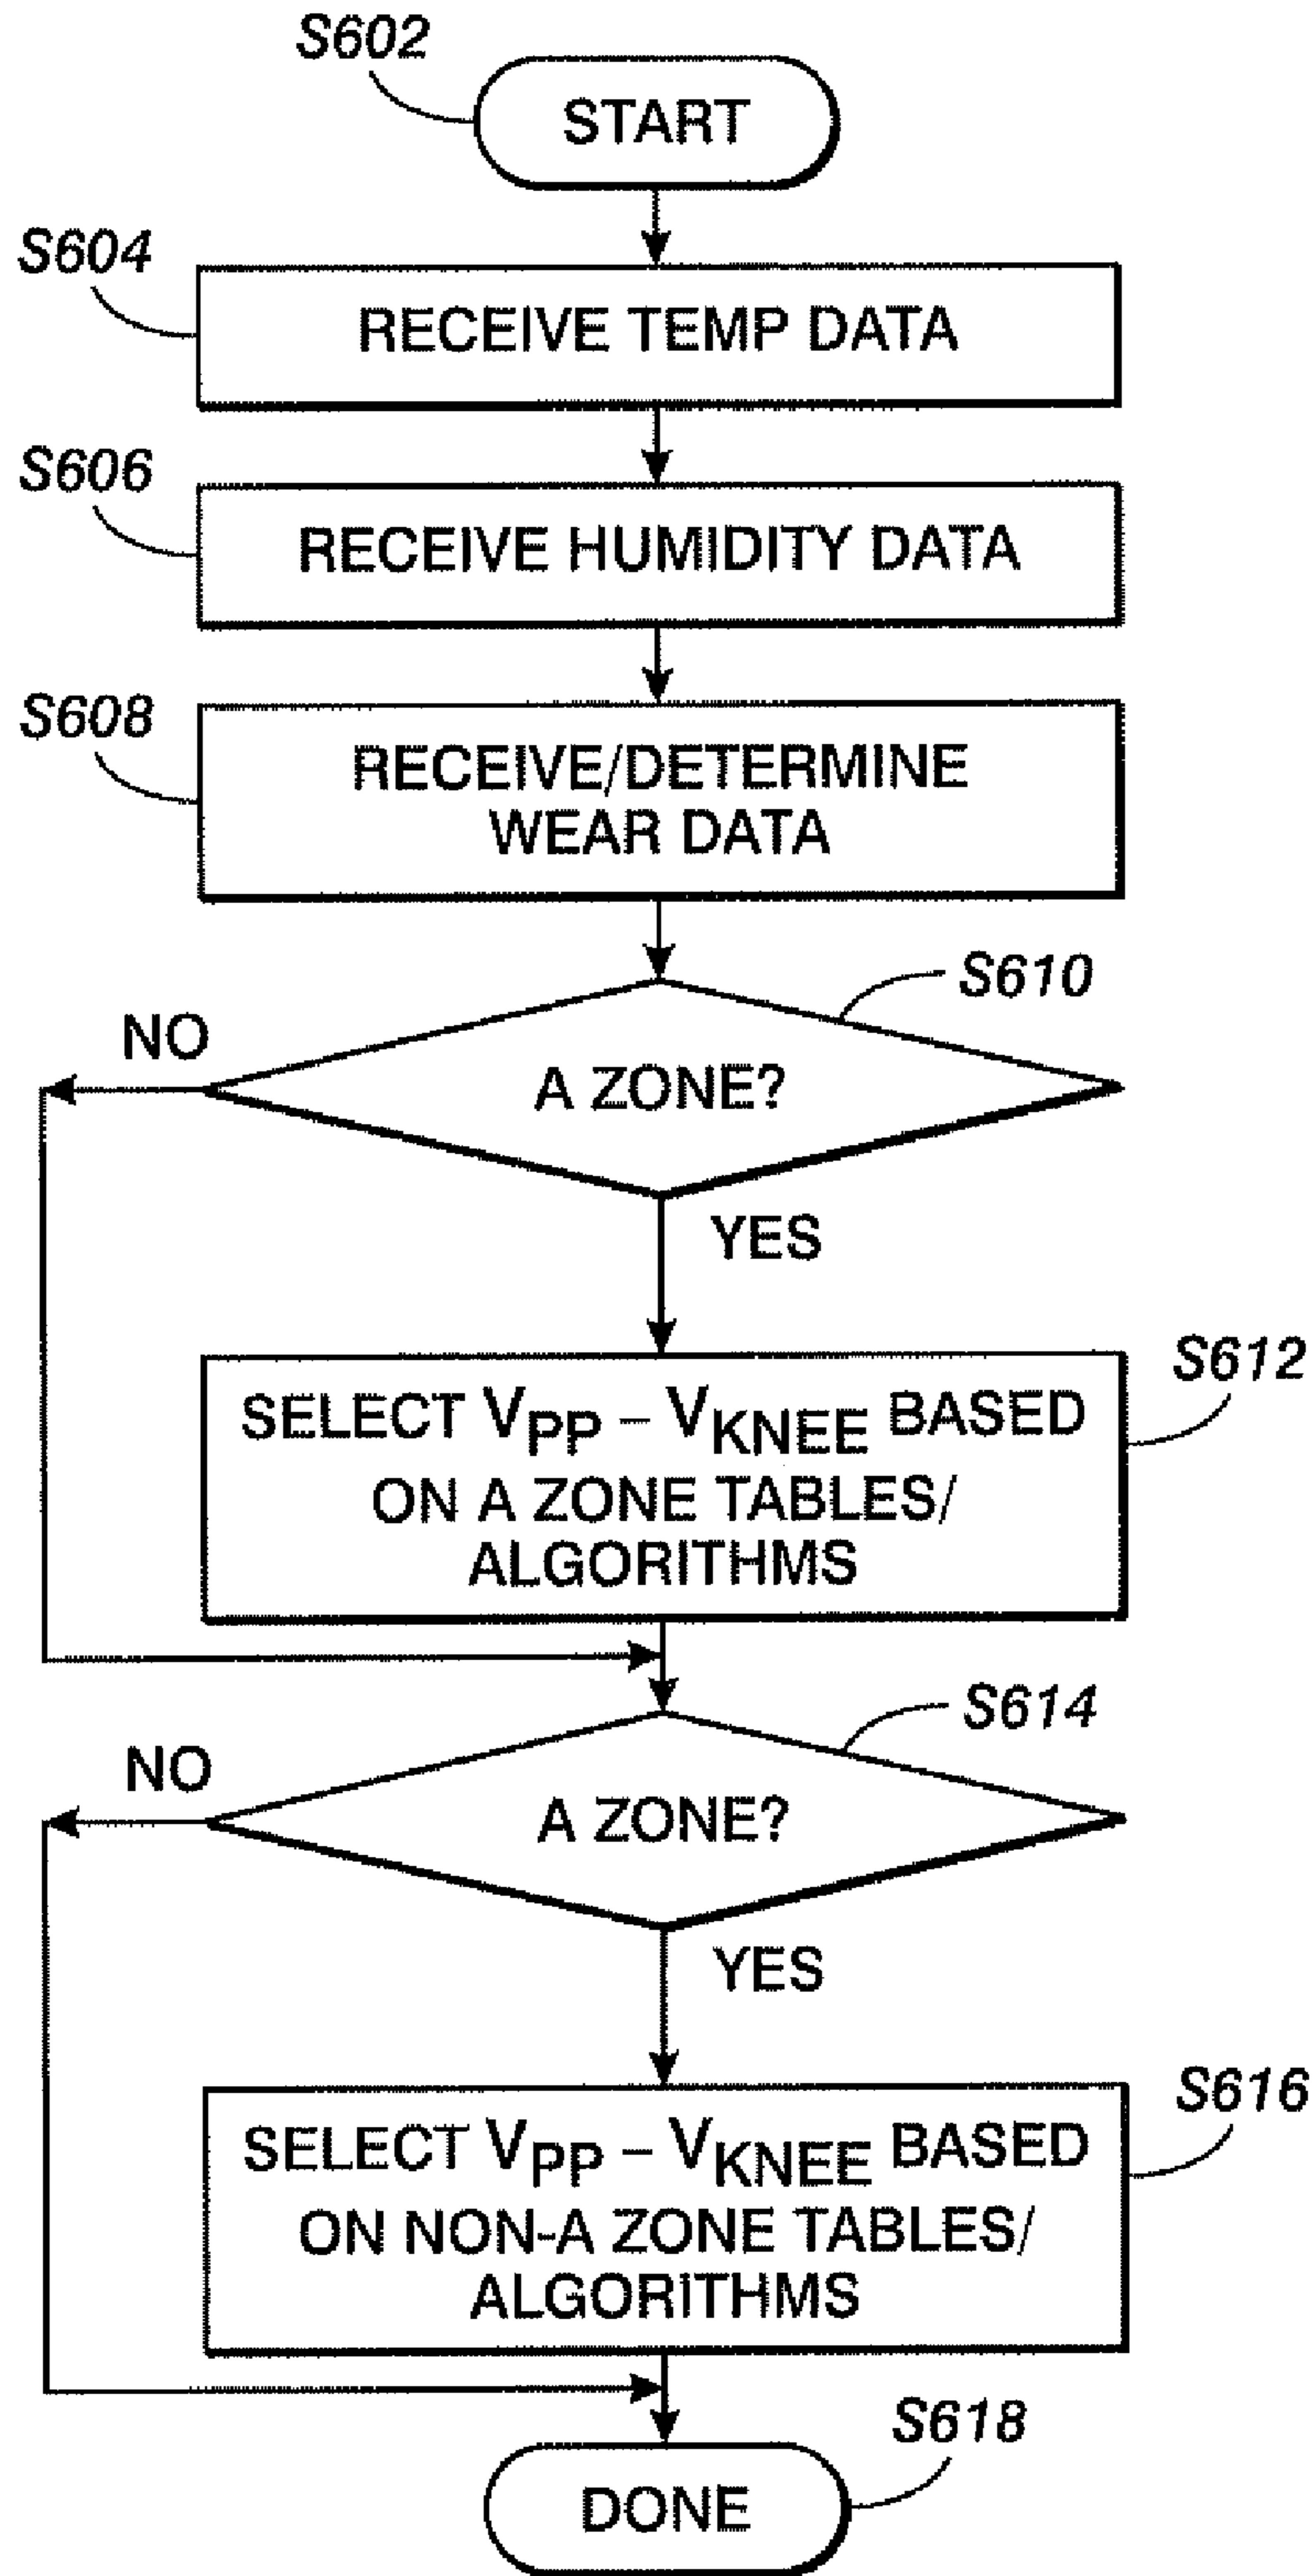 S602
START
S604
RECEIVE TEMP DATA
S606
RECEIVE HUMIDITY DATA
S608
RECEIVE/DETERMINE
WEAR DATA
S610
NO
A ZONE?
YES
S612
SELECT VPP – VKNEE BASED
ON A ZONE TABLES/
ALGORITHMS
S614
NO
A ZONE?
YES
S616
SELECT VPP – VKNEE BASED
ON NON-A ZONE TABLES/
ALGORITHMS
S618
DONE